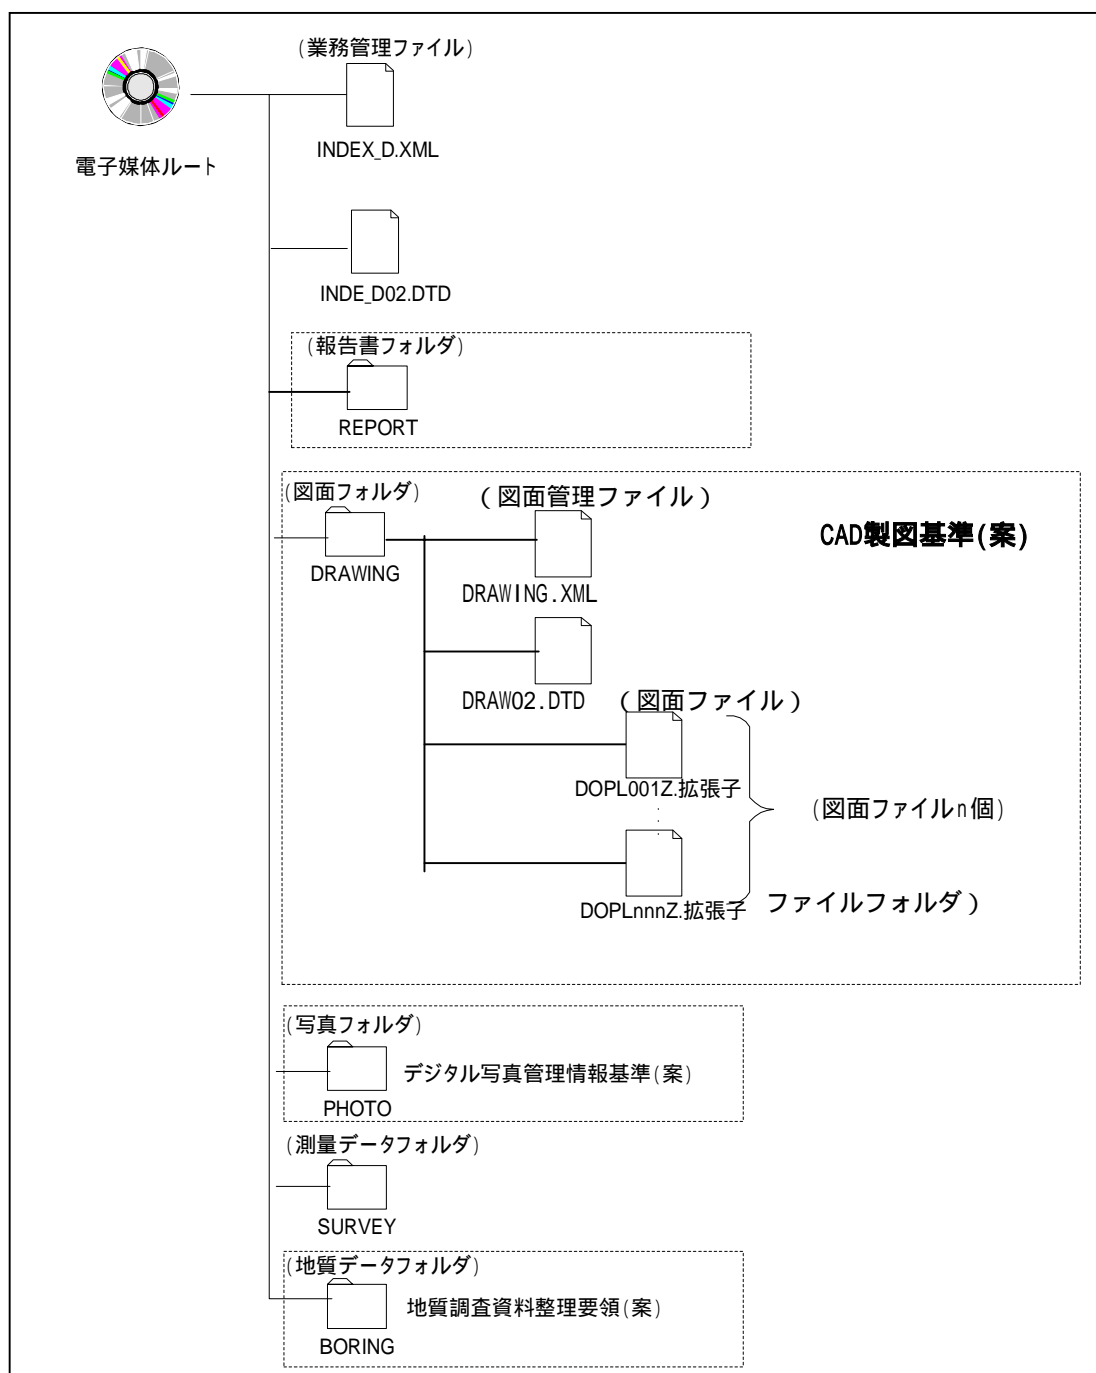 (業務管理ファイル)
INDEX_D.XML
電子媒体ルート
INDE_D02.DTD
(報告書フォルダ)
REPORT
(図面フォルダ)
(図面管理ファイル)
CAD製図基準(案)
DRAWING
DRAWING.XML
DRAW02.DTD
(図面ファイル)
DOPL001Z.拡張子
(図面ファイルn個)
DOPLnnnZ.拡張子
ファイルフォルダ)
(写真フォルダ)
デジタル写真管理情報基準(案)
PHOTO
(測量データフォルダ)
SURVEY
(地質データフォルダ)
地質調査資料整理要領(案)
BORING